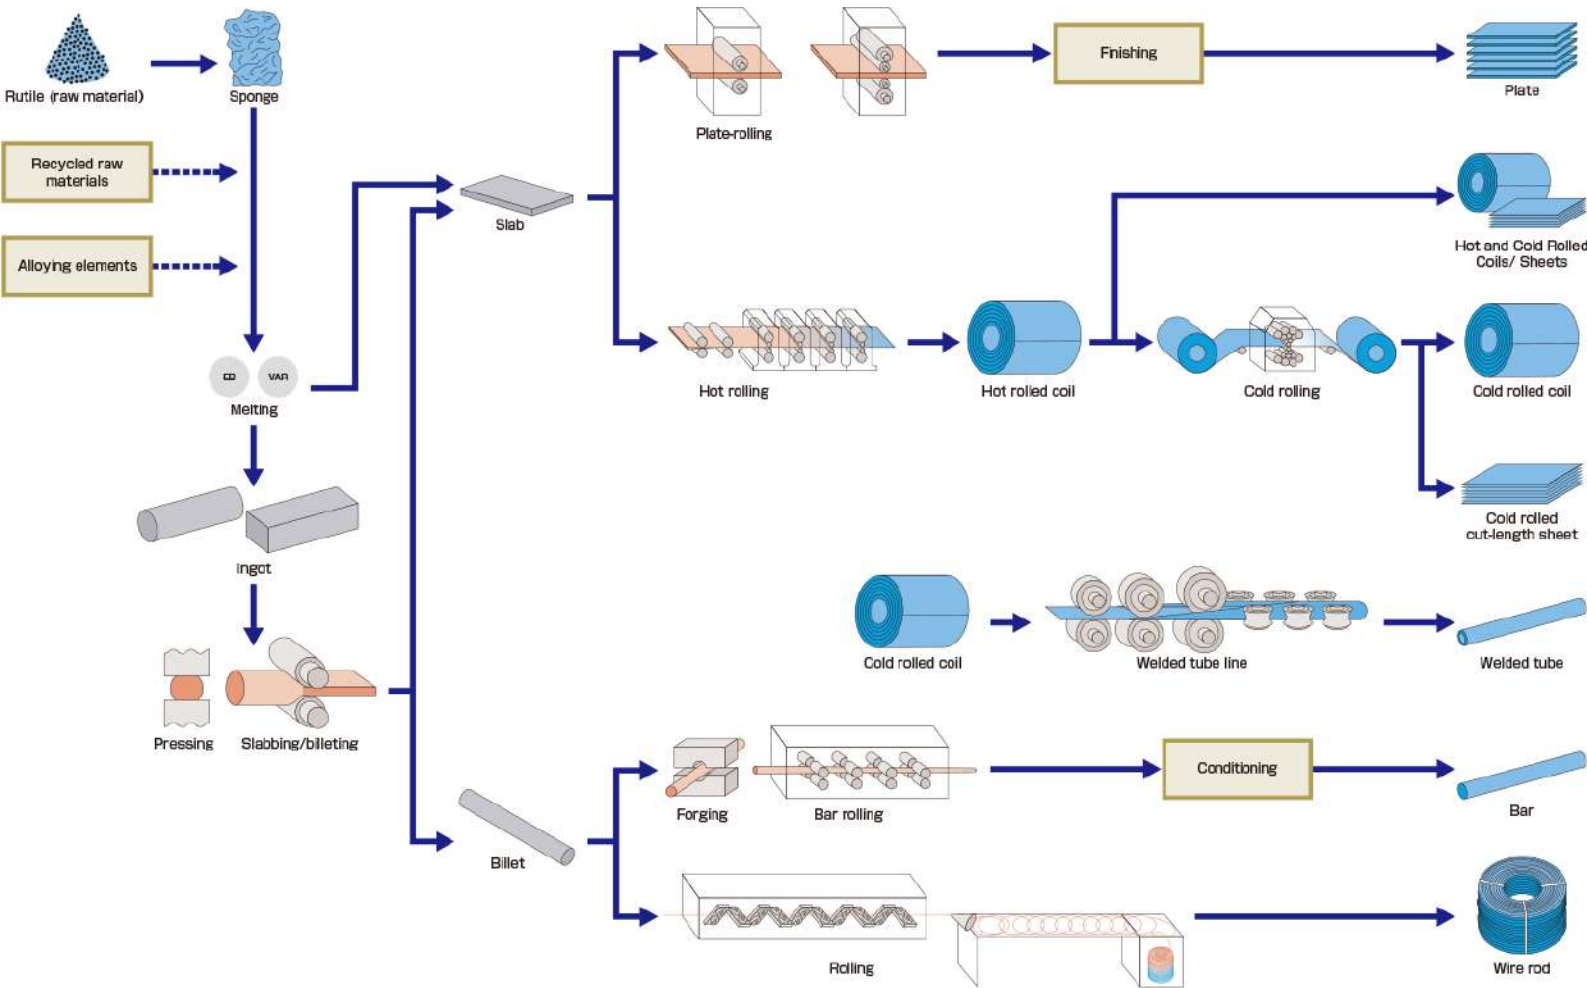 Rutile (raw material)
Sponge
Recycled raw
materials
Alloying elements
EB
VAR
Melting
Ingot
Pressing
Slabbing/billeting
Slab
Billet
Plate-rolling
Finishing
Plate
Hot rolling
Hot rolled coil
Cold rolling
Hot and Cold Rolled
Coils/ Sheets
Cold rolled coil
Cold rolled
cut-length sheet
Cold rolled coil
Welded tube line
Welded tube
Forging
Bar rolling
Conditioning
Bar
Rolling
Wire rod